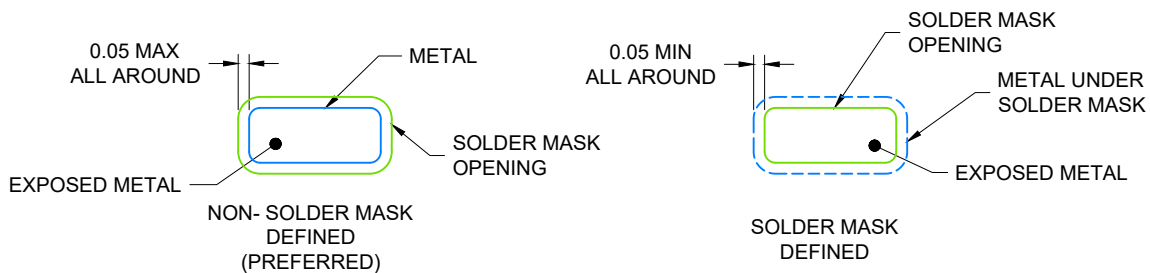 0.05 MAX
ALL AROUND
METAL
SOLDER MASK
OPENING
EXPOSED METAL
NON- SOLDER MASK
DEFINED
(PREFERRED)
0.05 MIN
ALL AROUND
SOLDER MASK
OPENING
METAL UNDER
SOLDER MASK
EXPOSED METAL
SOLDER MASK
DEFINED